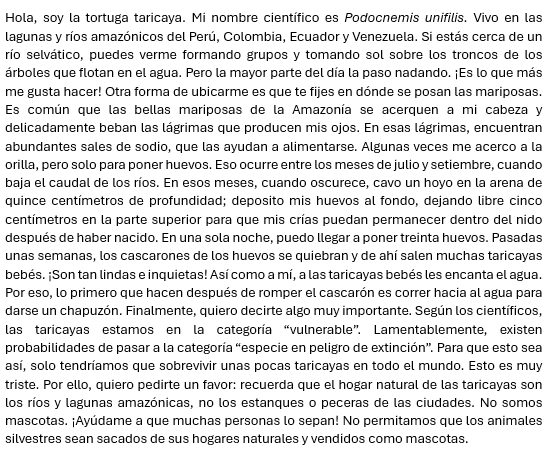 Hola, soy la tortuga taricaya. Mi nombre científico es Podocnemis unifilis. Vivo en las
lagunas y ríos amazónicos del Perú, Colombia, Ecuador y Venezuela. Si estás cerca de un
río selvático, puedes verme formando grupos y tomando sol sobre los troncos de los
árboles que flotan en el agua. Pero la mayor parte del día la paso nadando. ¡Es lo que más
me gusta hacer! Otra forma de ubicarme es que te fijes en dónde se posan las mariposas.
Es común que las bellas mariposas de la Amazonía se acerquen a mi cabeza y
delicadamente beban las lágrimas que producen mis ojos. En esas lágrimas, encuentran
abundantes sales de sodio, que las ayudan a alimentarse. Algunas veces me acerco a la
orilla, pero solo para poner huevos. Eso ocurre entre los meses de julio y setiembre, cuando
baja el caudal de los ríos. En esos meses, cuando oscurece, cavo un hoyo en la arena de
quince centímetros de profundidad; deposito mis huevos al fondo, dejando libre cinco
centímetros en la parte superior para que mis crías puedan permanecer dentro del nido
después de haber nacido. En una sola noche, puedo llegar a poner treinta huevos. Pasadas
unas semanas, los cascarones de los huevos se quiebran y de ahí salen muchas taricayas
bebés. ¡Son tan lindas e inquietas! Así como a mí, a las taricayas bebés les encanta el agua.
Por eso, lo primero que hacen después de romper el cascarón es correr hacia al agua para
darse un chapuzón. Finalmente, quiero decirte algo muy importante. Según los científicos,
las taricayas estamos en la categoría “vulnerable”. Lamentablemente, existen
probabilidades de pasar a la categoría “especie en peligro de extinción”. Para que esto sea
así, solo tendríamos que sobrevivir unas pocas taricayas en todo el mundo. Esto es muy
triste. Por ello, quiero pedirte un favor: recuerda que el hogar natural de las taricayas son
los ríos y lagunas amazónicas, no los estanques o peceras de las ciudades. No somos
mascotas. ¡Ayúdame a que muchas personas lo sepan! No permitamos que los animales
silvestres sean sacados de sus hogares naturales y vendidos como mascotas.